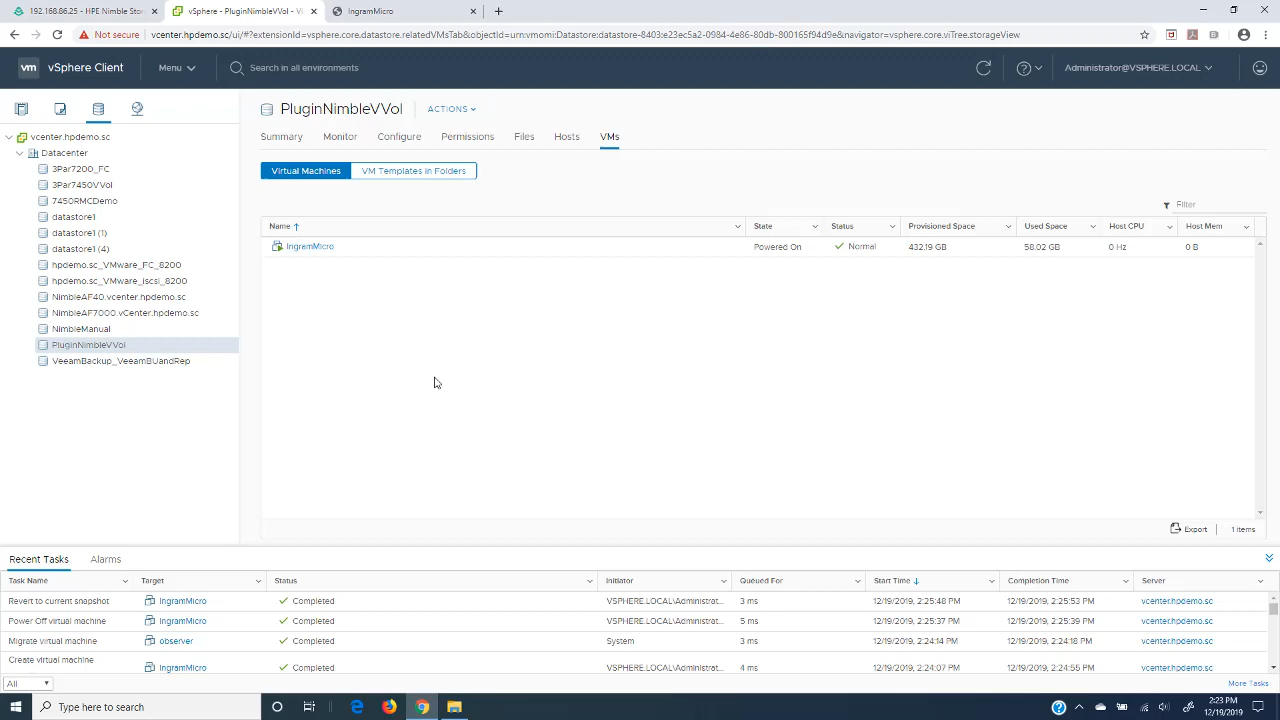 192.168.86.25 - HPE Nimble Stor
vSphere - PluginNimbleVVol - V
IngramMicro
Not secure
vcenter.hpdemo.sc/ui/#?extensionId=vsphere.core.datastore.relatedVMsTab&objectId=urn:vmomi:Datastore:datastore-8403:e23ec5a2-0984-4e86-80db-800165f94d9e&navigator=vsphere.core.viTree.storageView
vm vSphere Client
Menu
Search in all environments
Administrator@VSPHERE.LOCAL
vcenter.hpdemo.sc
Datacenter
3Par7200_FC
3Par7450VVol
7450RMCDemo
datastore1
datastore1 (1)
datastore1 (4)
hpdemo.sc_VMware_FC_8200
hpdemo.sc_VMware_iscsi_8200
NimbleAF40.vcenter.hpdemo.sc
NimbleAF7000.vCenter.hpdemo.sc
NimbleManual
PluginNimbleVVol
VeeamBackup_VeeamBUandRep
PluginNimbleVVol
ACTIONS
Summary Monitor Configure Permissions Files Hosts VMs
Virtual Machines VM Templates in Folders
Filter
Name State Status Provisioned Space Used Space Host CPU Host Mem
IngramMicro Powered On Normal 432.19 GB 58.02 GB 0 Hz 0 B
Export 1 items
Recent Tasks Alarms
Task Name Target Status Initiator Queued For Start Time Completion Time Server
Revert to current snapshot IngramMicro Completed VSPHERE.LOCAL\Administrat... 3 ms 12/19/2019, 2:25:48 PM 12/19/2019, 2:25:53 PM vcenter.hpdemo.sc
Power Off virtual machine IngramMicro Completed VSPHERE.LOCAL\Administrat... 5 ms 12/19/2019, 2:25:37 PM 12/19/2019, 2:25:39 PM vcenter.hpdemo.sc
Migrate virtual machine observer Completed System 3 ms 12/19/2019, 2:24:14 PM 12/19/2019, 2:24:18 PM vcenter.hpdemo.sc
Create virtual machine IngramMicro Completed VSPHERE.LOCAL\Administrat... 4 ms 12/19/2019, 2:24:07 PM 12/19/2019, 2:24:55 PM vcenter.hpdemo.sc
All
More Tasks
Type here to search
2:23 PM
12/19/2019